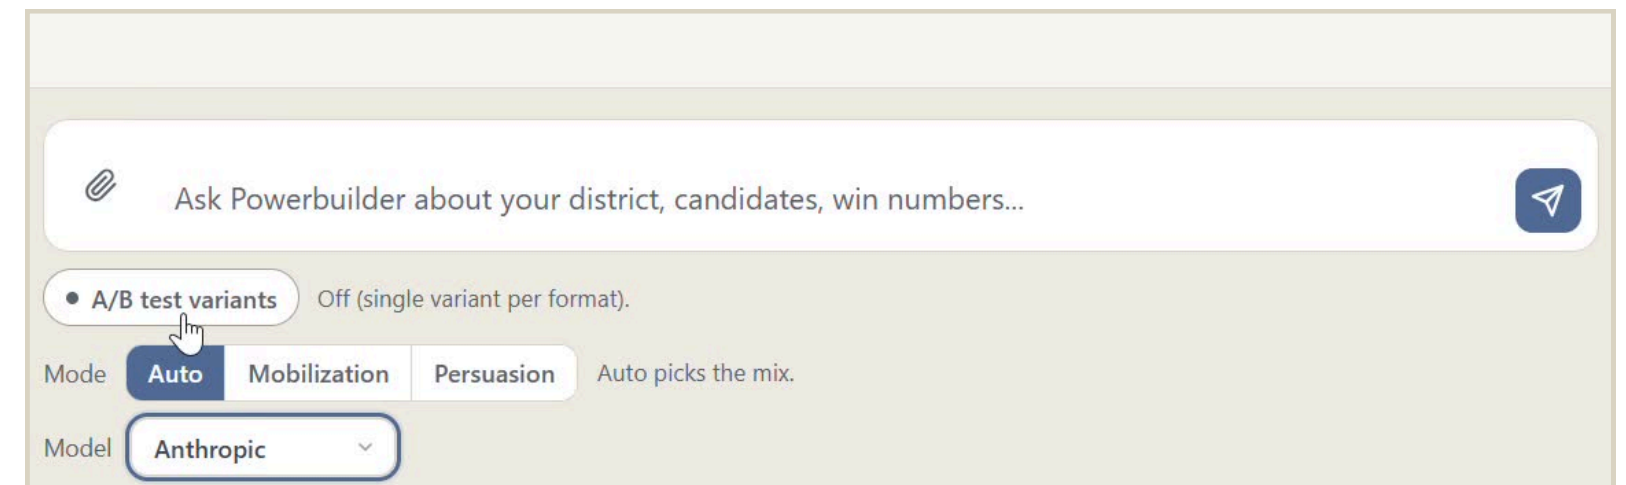 Ask Powerbuilder about your district, candidates, win numbers...
A/B test variants Off (single variant per format).
Mode Auto Mobilization Persuasion Auto picks the mix.
Model Anthropic